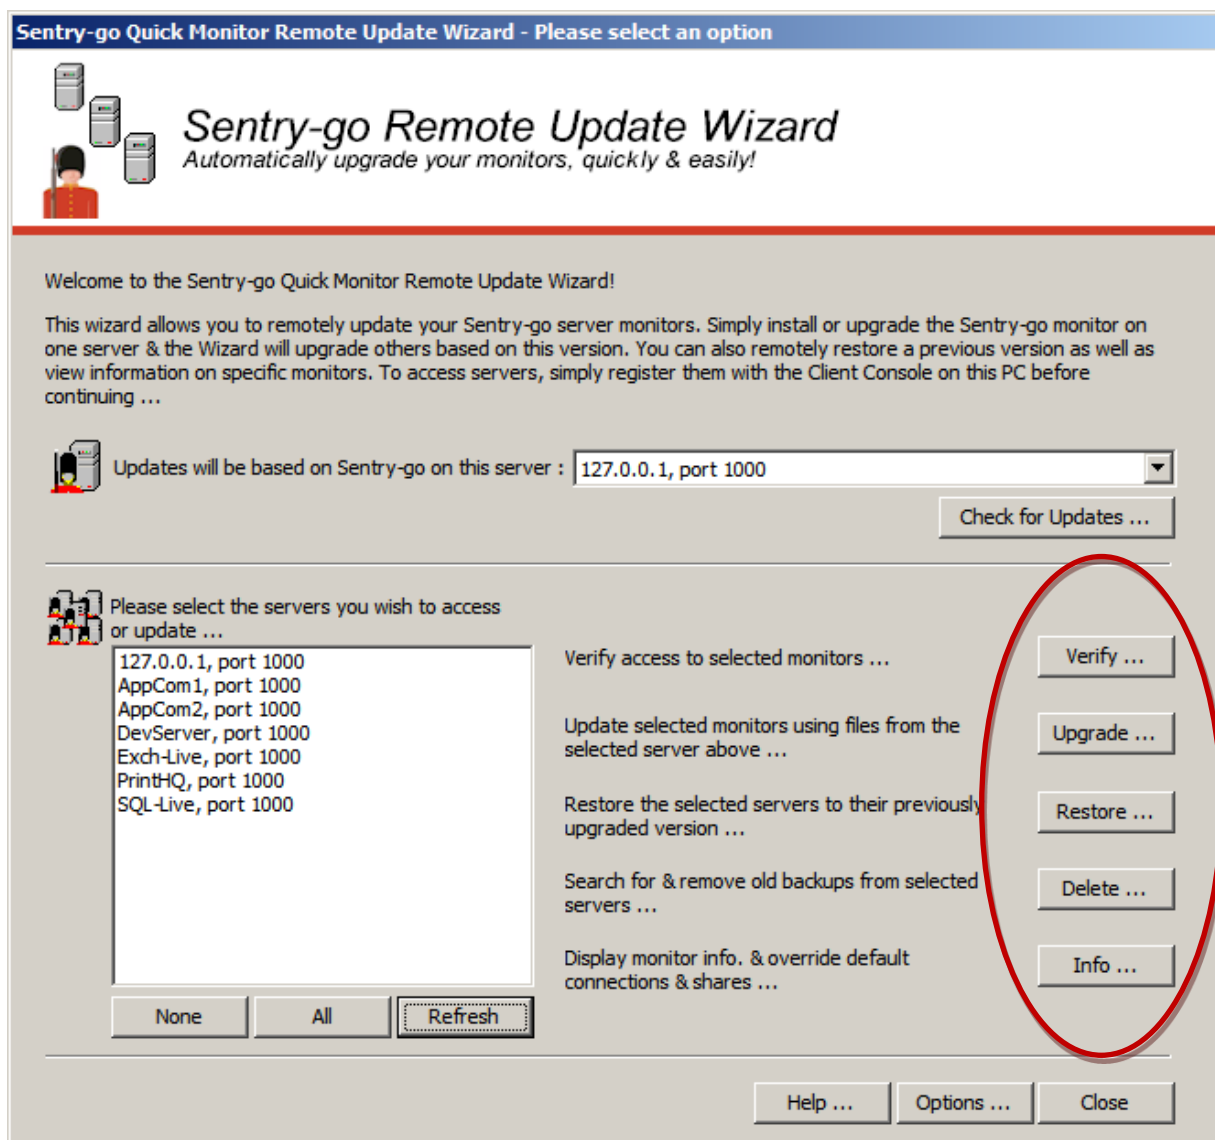 Sentry-go Quick Monitor Remote Update Wizard - Please select an option
Sentry-go Remote Update Wizard
Automatically upgrade your monitors, quickly & easily!
Welcome to the Sentry-go Quick Monitor Remote Update Wizard!
This wizard allows you to remotely update your Sentry-go server monitors. Simply install or upgrade the Sentry-go monitor on
one server & the Wizard will upgrade others based on this version. You can also remotely restore a previous version as well as
view information on specific monitors. To access servers, simply register them with the Client Console on this PC before
continuing ...
Updates will be based on Sentry-go on this server : 127.0.0.1, port 1000
Check for Updates ...
Please select the servers you wish to access
or update ...
127.0.0.1, port 1000
AppCom1, port 1000
AppCom2, port 1000
DevServer, port 1000
Exch-Live, port 1000
PrintHQ, port 1000
SQL-Live, port 1000
None All Refresh
Verify access to selected monitors ... Verify ...
Update selected monitors using files from the
selected server above ... Upgrade ...
Restore the selected servers to their previously
upgraded version ... Restore ...
Search for & remove old backups from selected
servers ... Delete ...
Display monitor info. & override default
connections & shares ... Info ...
Help ... Options ... Close